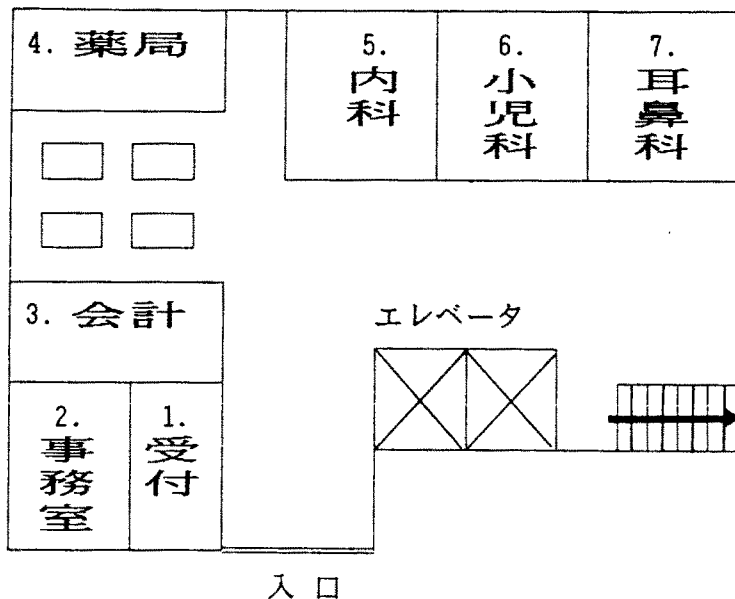 4. 薬局
5. 内科
6. 小児科
7. 耳鼻科
3. 会計
エレベータ
2. 事務室
1. 受付
入口